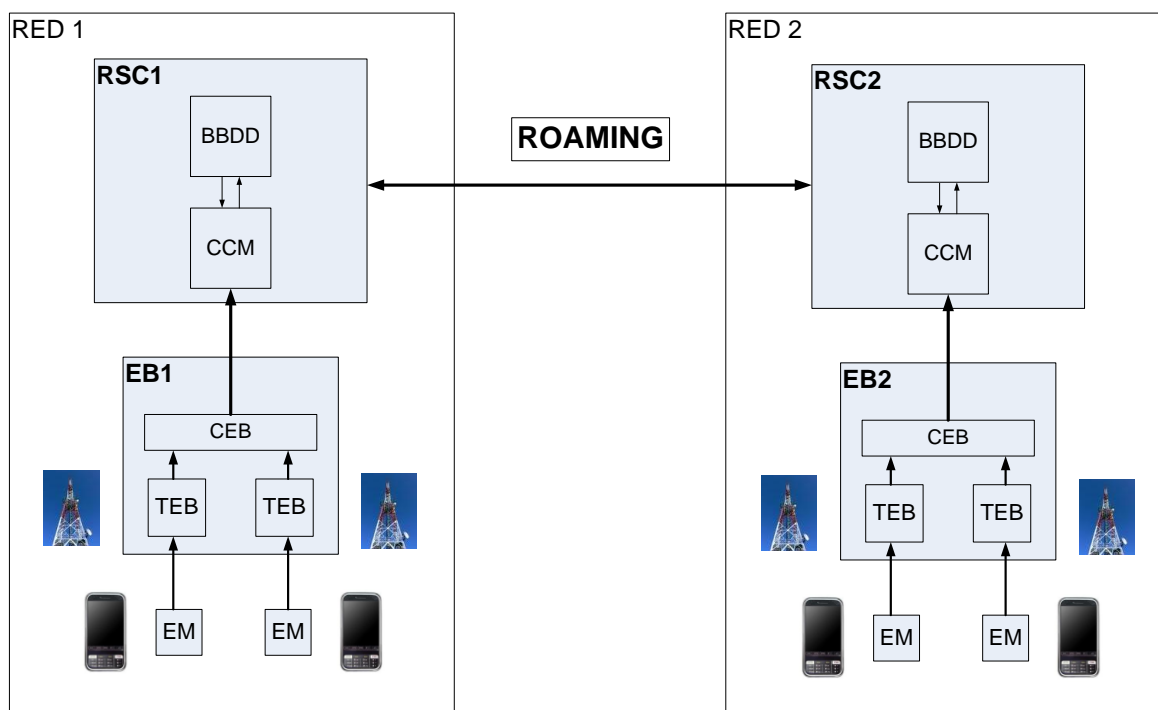 RED 1
RED 2
RSC1
RSC2
BBDD
BBDD
ROAMING
CCM
CCM
EB1
EB2
CEB
CEB
TEB
TEB
TEB
TEB
EM
EM
EM
EM